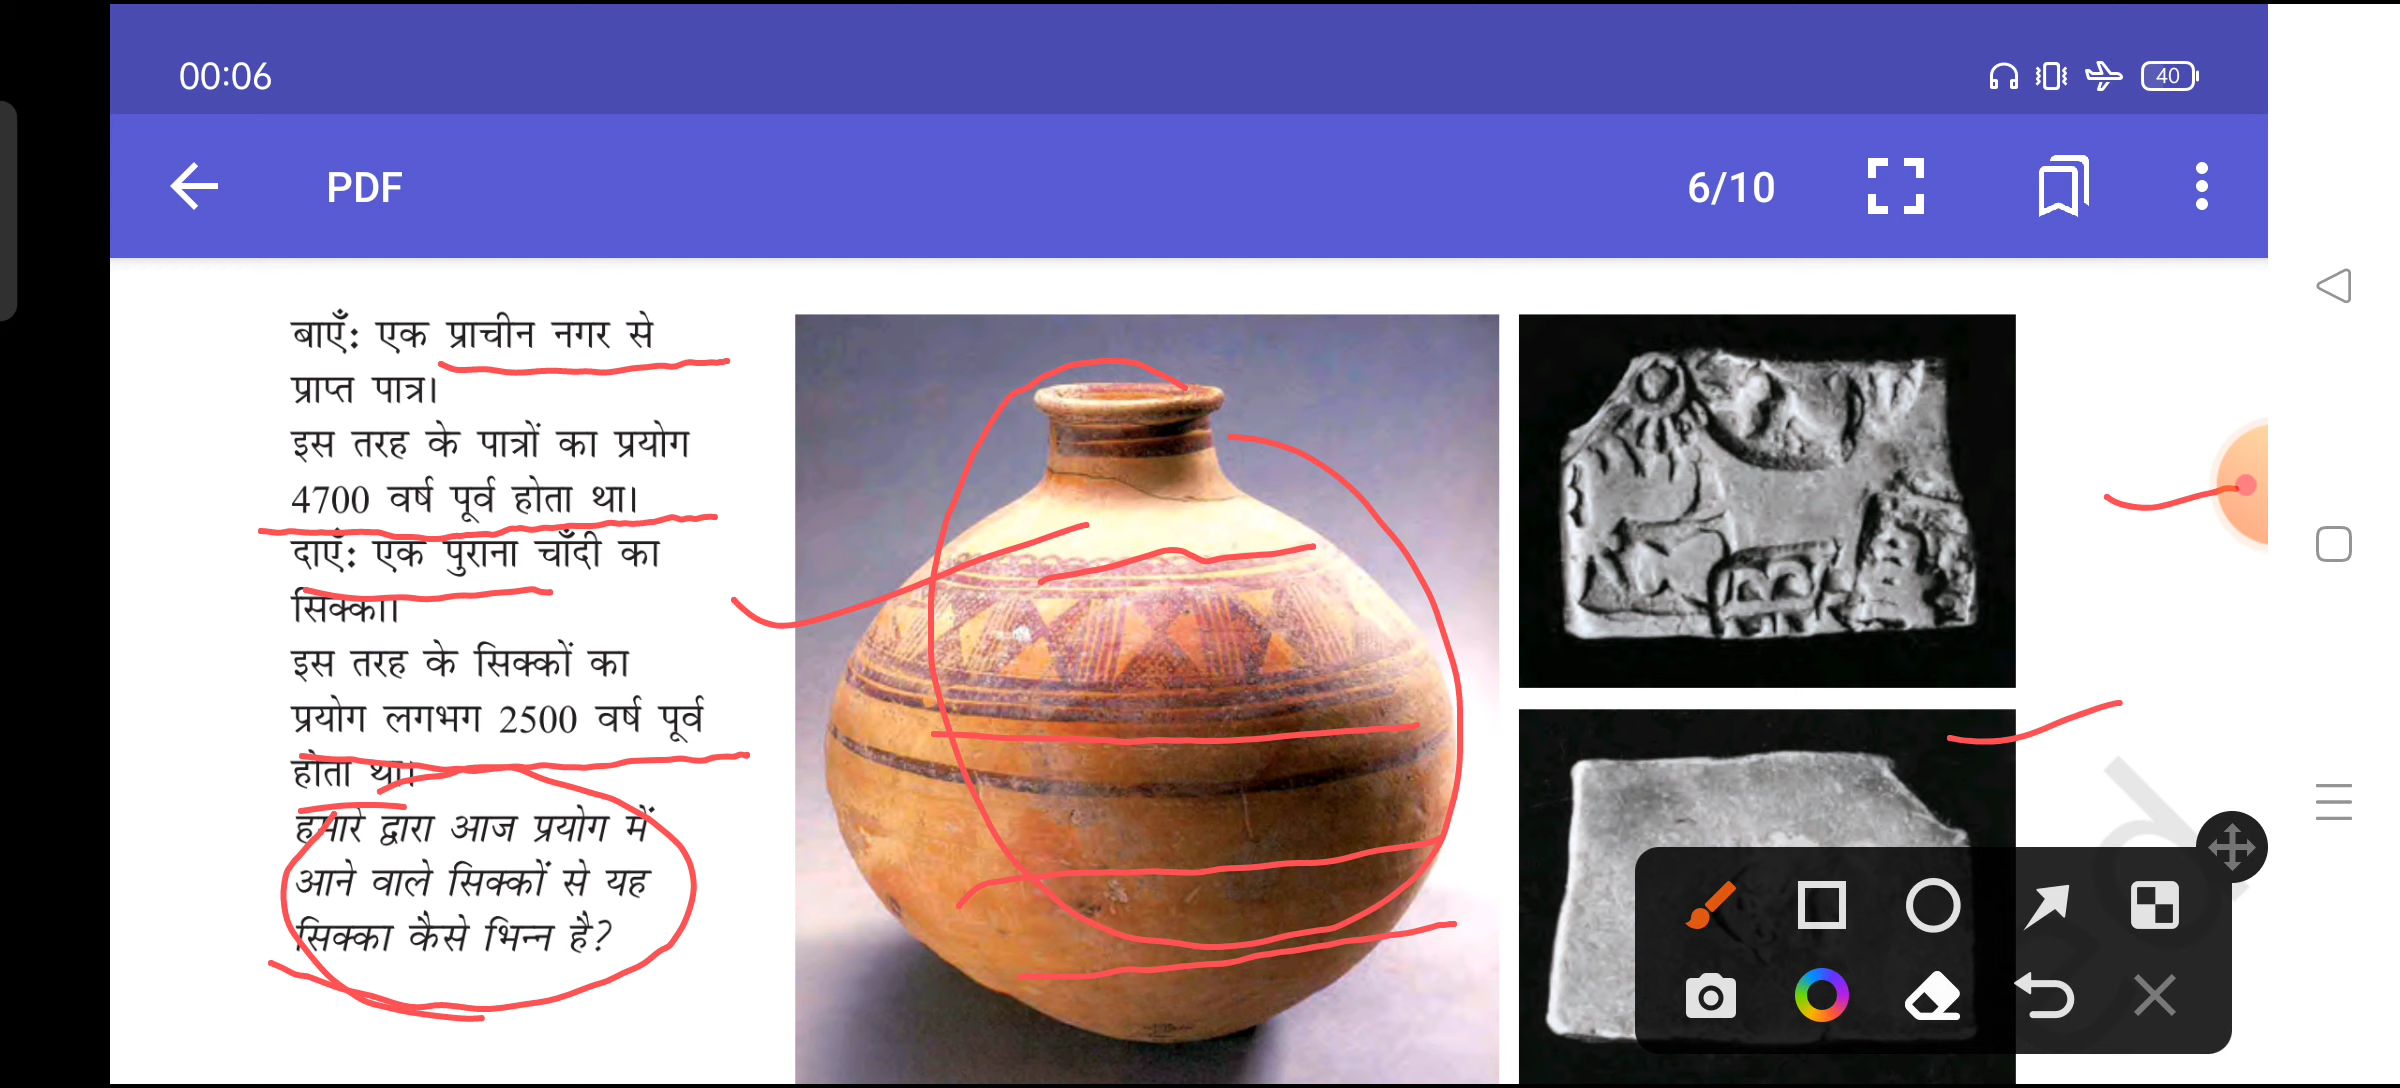 00:06
40
PDF
6/10
बाएँ: एक प्राचीन नगर से
प्राप्त पात्र।
इस तरह के पात्रों का प्रयोग
4700 वर्ष पूर्व होता था।
दाएँ: एक पुराना चाँदी का
सिक्का।
इस तरह के सिक्कों का
प्रयोग लगभग 2500 वर्ष पूर्व
होता था।
हमारे द्वारा आज प्रयोग में
आने वाले सिक्कों से यह
सिक्का कैसे भिन्न है?